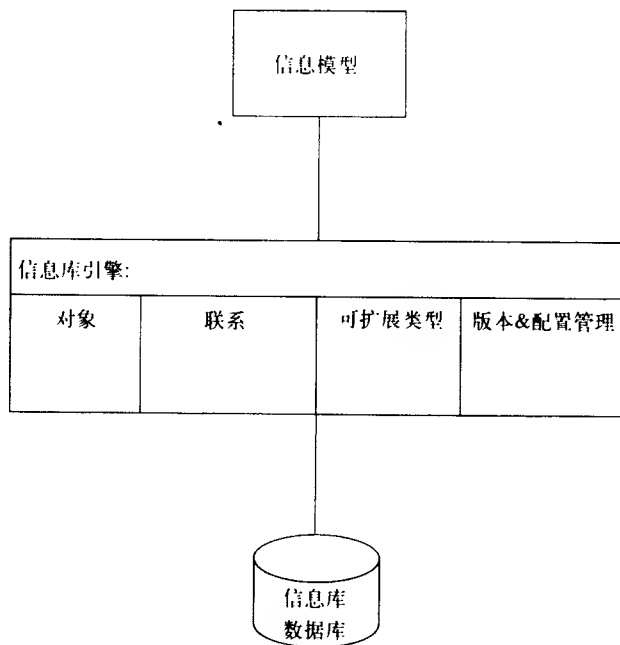 信息模型
信息库引擎:
对象
联系
可扩展类型
版本&配置管理
信息库
数据库